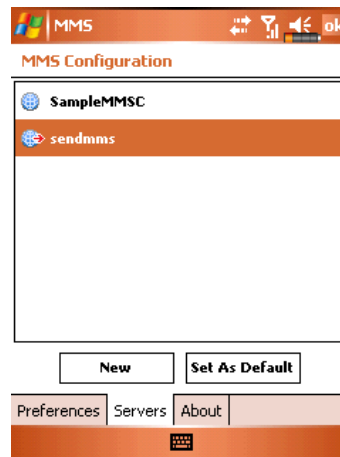 MMS ok
MMS Configuration
SampleMMSC
sendmms
New Set As Default
Preferences Servers About